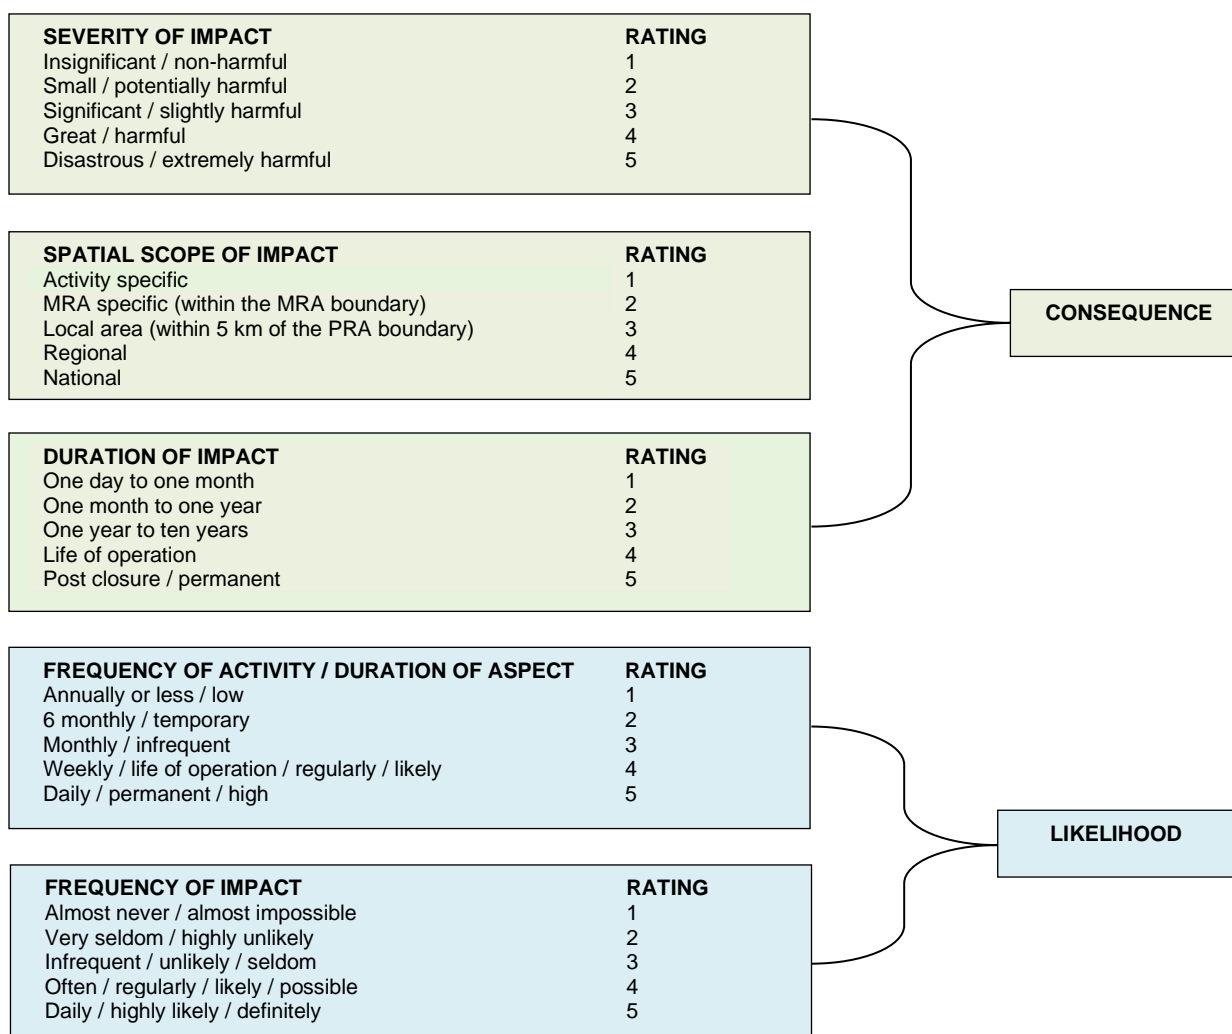 SEVERITY OF IMPACT RATING
Insignificant / non-harmful 1
Small / potentially harmful 2
Significant / slightly harmful 3
Great / harmful 4
Disastrous / extremely harmful 5
SPATIAL SCOPE OF IMPACT RATING
Activity specific 1
MRA specific (within the MRA boundary) 2
Local area (within 5 km of the PRA boundary) 3
Regional 4
National 5
CONSEQUENCE
DURATION OF IMPACT RATING
One day to one month 1
One month to one year 2
One year to ten years 3
Life of operation 4
Post closure / permanent 5
FREQUENCY OF ACTIVITY / DURATION OF ASPECT RATING
Annually or less / low 1
6 monthly / temporary 2
Monthly / infrequent 3
Weekly / life of operation / regularly / likely 4
Daily / permanent / high 5
LIKELIHOOD
FREQUENCY OF IMPACT RATING
Almost never / almost impossible 1
Very seldom / highly unlikely 2
Infrequent / unlikely / seldom 3
Often / regularly / likely / possible 4
Daily / highly likely / definitely 5